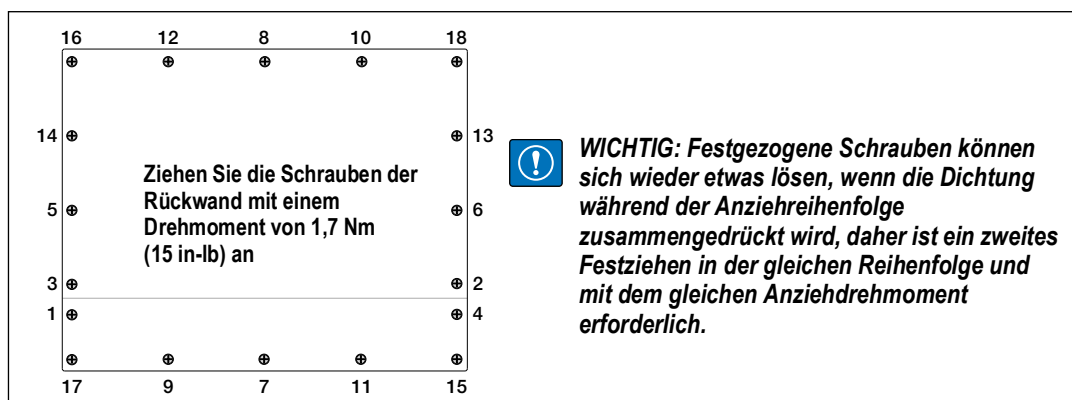 16 12 8 10 18
14 13
Ziehen Sie die Schrauben der
Rückwand mit einem
Drehmoment von 1,7 Nm
(15 in-lb) an
5 6
3 2
1 4
17 9 7 11 15
WICHTIG: Festgezogene Schrauben können
sich wieder etwas lösen, wenn die Dichtung
während der Anziehreihenfolge
zusammengedrückt wird, daher ist ein zweites
Festziehen in der gleichen Reihenfolge und
mit dem gleichen Anziehdrehmoment
erforderlich.